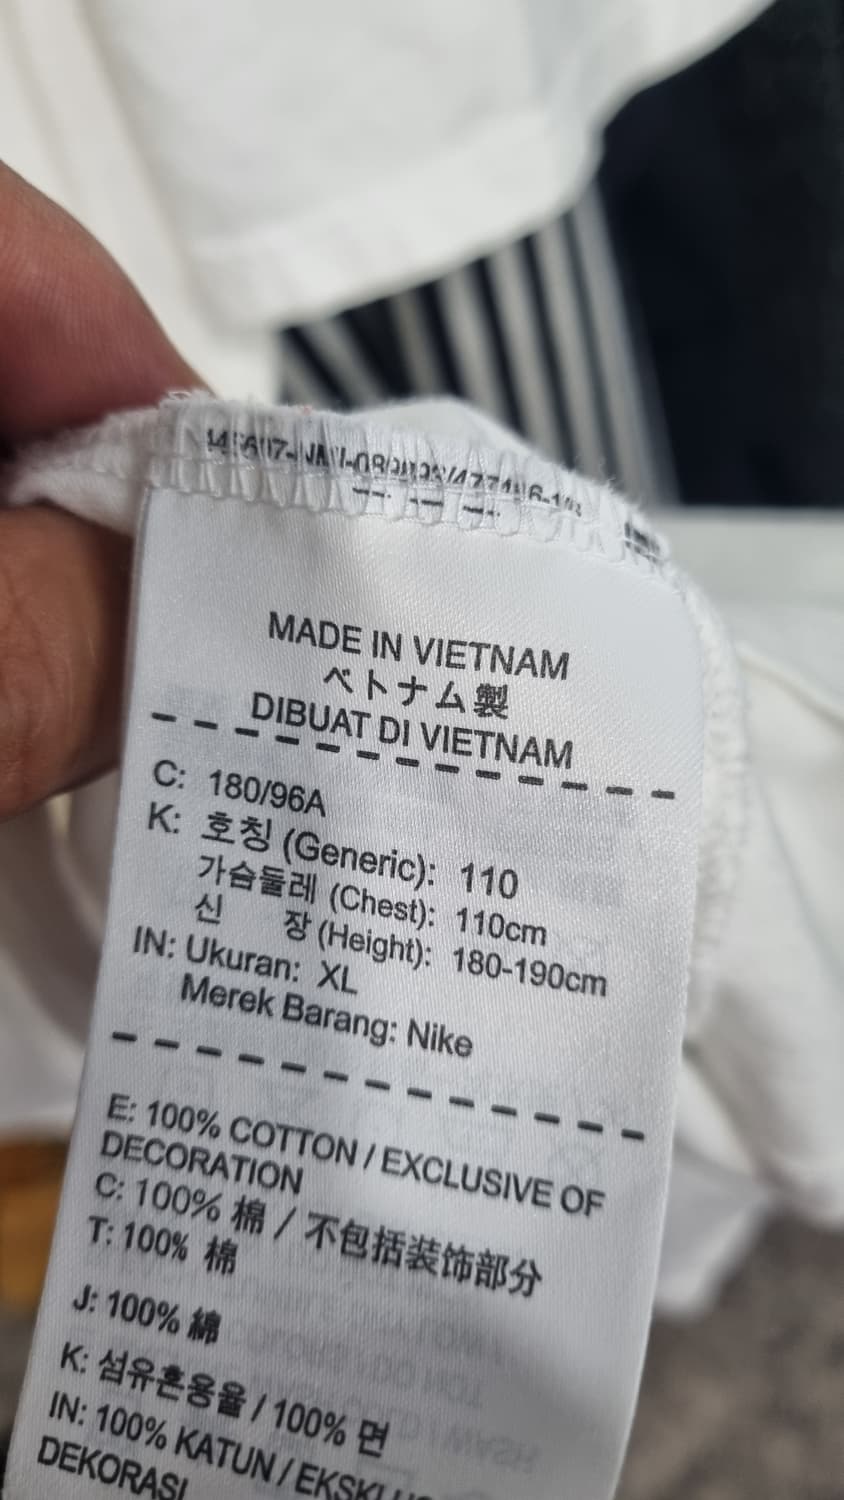 MADE IN VIETNAM
ベトナム製
DIBUAT DI VIETNAM
C: 180/96A
K: 호칭 (Generic): 110
가슴둘레 (Chest): 110cm
신 장 (Height): 180-190cm
IN: Ukuran: XL
Merek Barang: Nike
E: 100% COTTON / EXCLUSIVE OF
DECORATION
C: 100% 棉 / 不包括装饰部分
T: 100% 棉
J: 100% 綿
K: 섬유혼용율 / 100% 면
IN: 100% KATUN /
DEKORASI